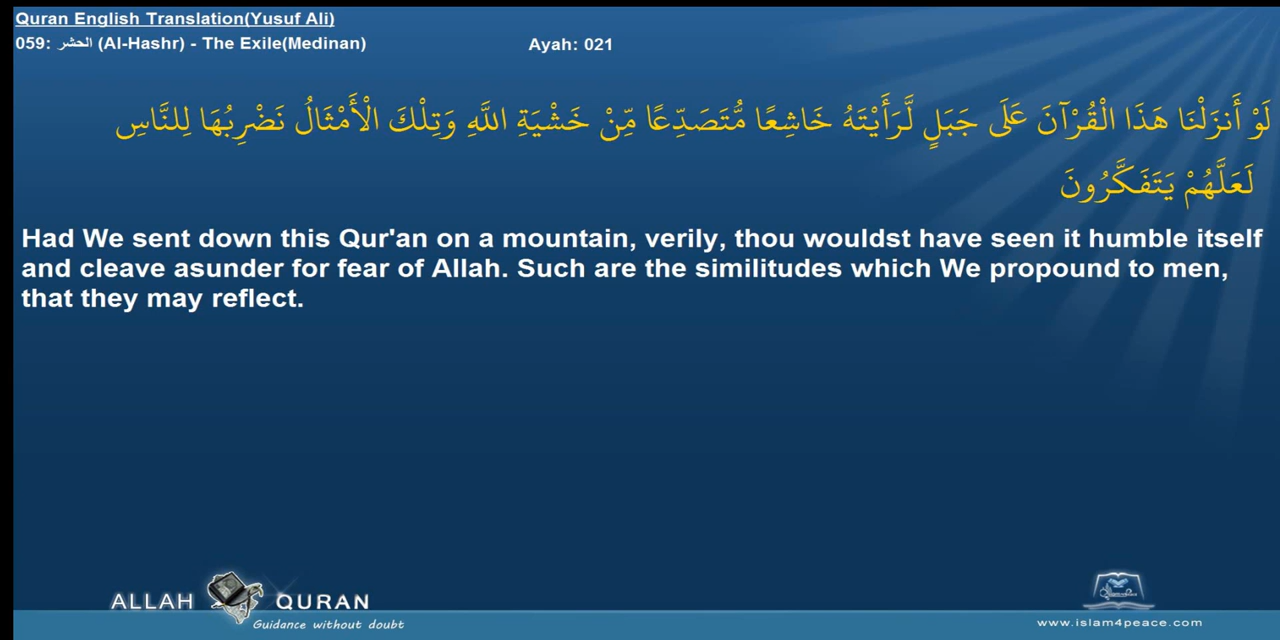 Quran English Translation(Yusuf Ali)
059: الحشر (Al-Hashr) - The Exile(Medinan) Ayah: 021
لَوْ أَنزَلْنَا هَذَا الْقُرْآنَ عَلَى جَبَلٍ لَّرَأَيْتَهُ خَاشِعًا مُّتَصَدِّعًا مِّنْ خَشْيَةِ اللَّهِ وَتِلْكَ الْأَمْثَالُ نَضْرِبُهَا لِلنَّاسِ
لَعَلَّهُمْ يَتَفَكَّرُونَ
Had We sent down this Qur'an on a mountain, verily, thou wouldst have seen it humble itself
and cleave asunder for fear of Allah. Such are the similitudes which We propound to men,
that they may reflect.
ALLAH QURAN
Guidance without doubt
www.islam4peace.com